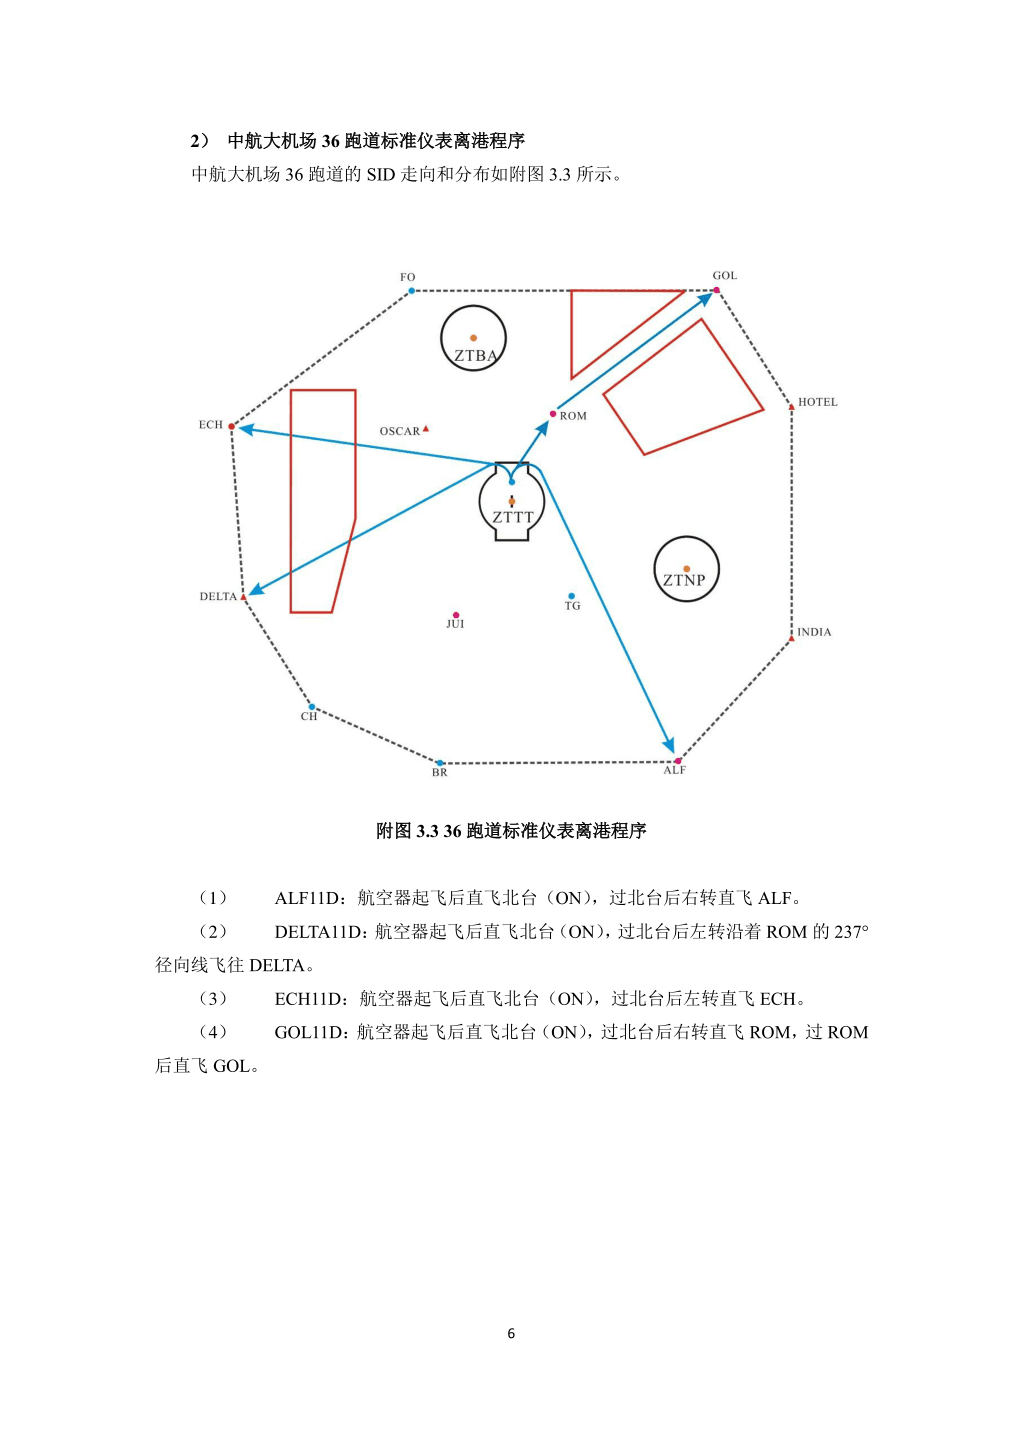 2） 中航大机场 36 跑道标准仪表离港程序
中航大机场 36 跑道的 SID 走向和分布如附图 3.3 所示。
FO
GOL
ZTBA
HOTEL
ROM
ECH
OSCAR
ZTTT
ZTNP
DELTA
TG
JUI
INDIA
CH
BR
ALF
附图 3.3 36 跑道标准仪表离港程序
（1） ALF11D：航空器起飞后直飞北台（ON），过北台后右转直飞 ALF。
（2） DELTA11D：航空器起飞后直飞北台（ON），过北台后左转沿着 ROM 的 237°
径向线飞往 DELTA。
（3） ECH11D：航空器起飞后直飞北台（ON），过北台后左转直飞 ECH。
（4） GOL11D：航空器起飞后直飞北台（ON），过北台后右转直飞 ROM，过 ROM
后直飞 GOL。
6